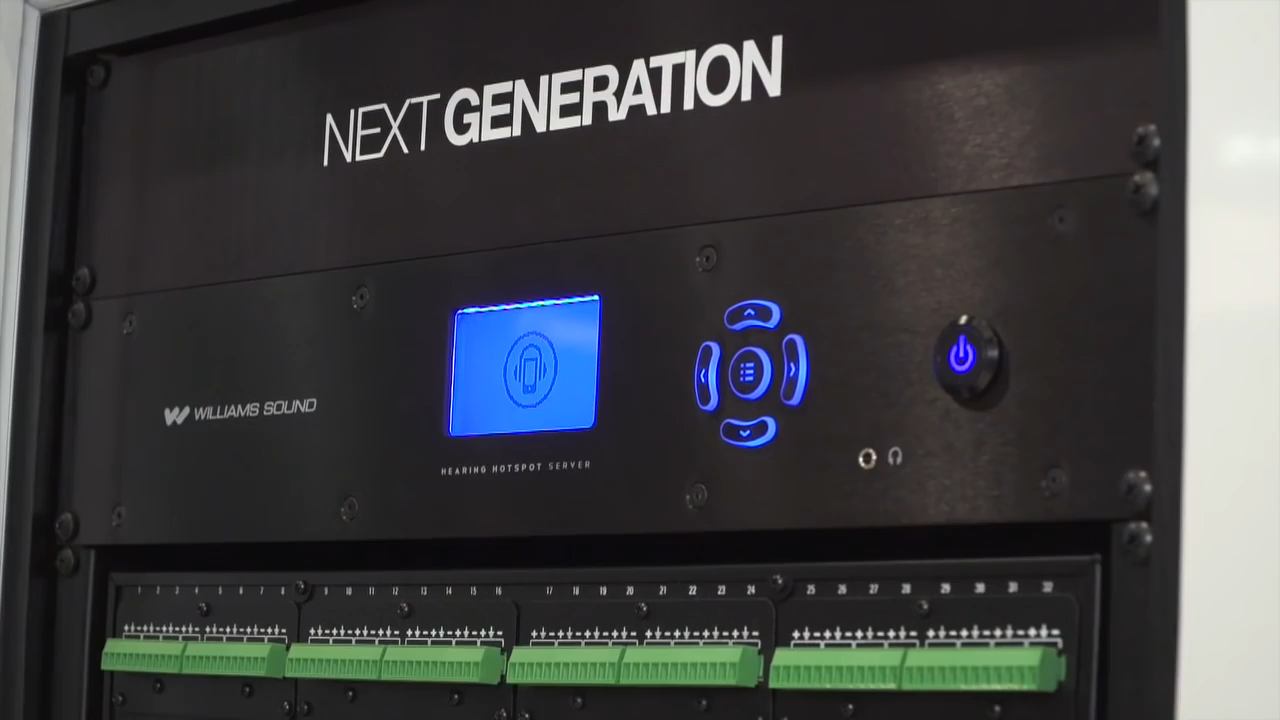 NEXT GENERATION
WILLIAMS SOUND
HEARING HOTSPOT SERVER
1 2 3 4 5 6 7 8 9 10 11 12 13 14 15 16 17 18 19 20 21 22 23 24 25 26 27 28 29 30 31 32